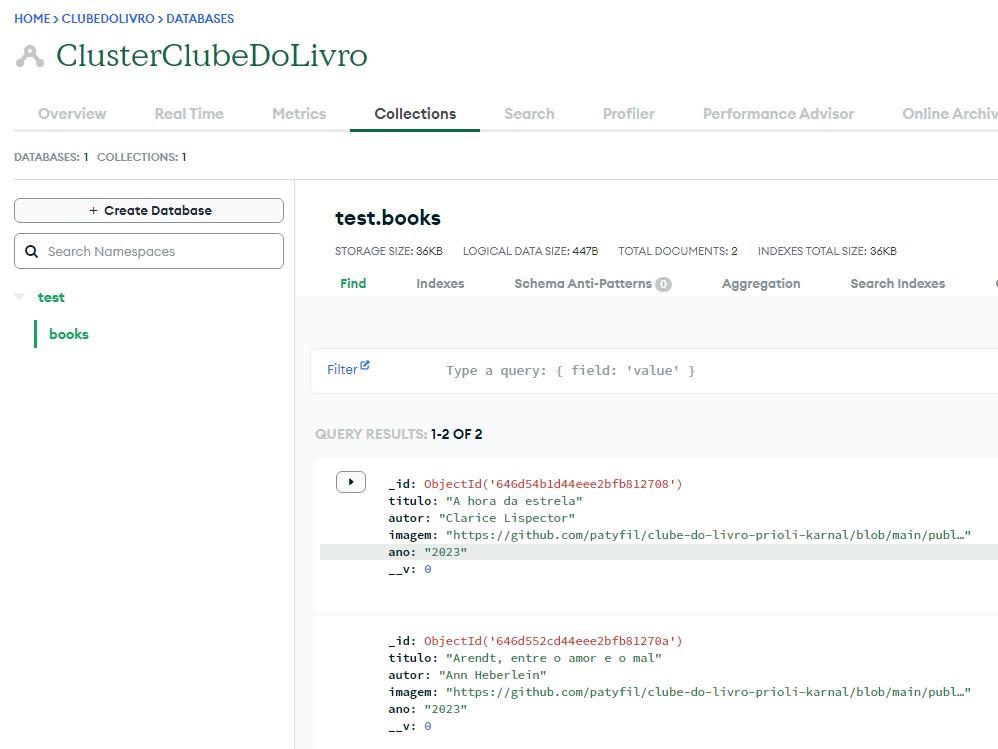 HOME > CLUBEDOLIVRO > DATABASES
ClusterClubeDoLivro
Overview Real Time Metrics Collections Search Profiler Performance Advisor Online Archiv
DATABASES: 1 COLLECTIONS: 1
+ Create Database
Search Namespaces
test
books
test.books
STORAGE SIZE: 36KB LOGICAL DATA SIZE: 447B TOTAL DOCUMENTS: 2 INDEXES TOTAL SIZE: 36KB
Find Indexes Schema Anti-Patterns 0 Aggregation Search Indexes
Filter Type a query: { field: 'value' }
QUERY RESULTS: 1-2 OF 2
_id: ObjectId('646d54b1d44eee2bfb812708')
titulo: "A hora da estrela"
autor: "Clarice Lispector"
imagem: "https://github.com/patyfil/clube-do-livro-prioli-karnal/blob/main/publ…"
ano: "2023"
__v: 0
_id: ObjectId('646d552cd44eee2bfb81270a')
titulo: "Arendt, entre o amor e o mal"
autor: "Ann Heberlein"
imagem: "https://github.com/patyfil/clube-do-livro-prioli-karnal/blob/main/publ…"
ano: "2023"
__v: 0